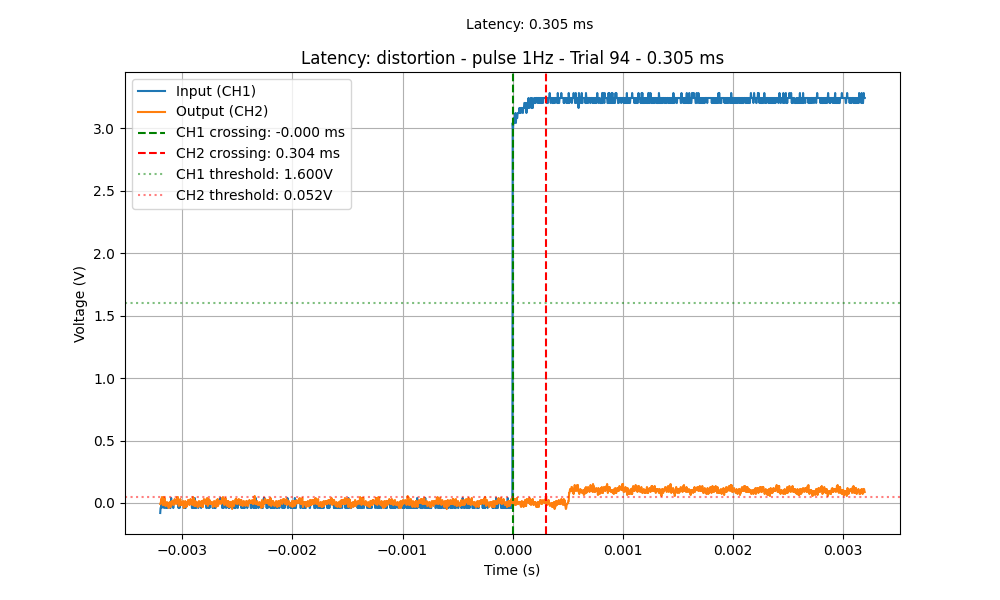 Latency: 0.305 ms
Latency: distortion - pulse 1Hz - Trial 94 - 0.305 ms
Input (CH1)
Output (CH2)
CH1 crossing: -0.000 ms
CH2 crossing: 0.304 ms
CH1 threshold: 1.600V
CH2 threshold: 0.052V
3.0
2.5
2.0
1.5
1.0
0.5
0.0
Voltage (V)
−0.003 −0.002 −0.001 0.000 0.001 0.002 0.003
Time (s)